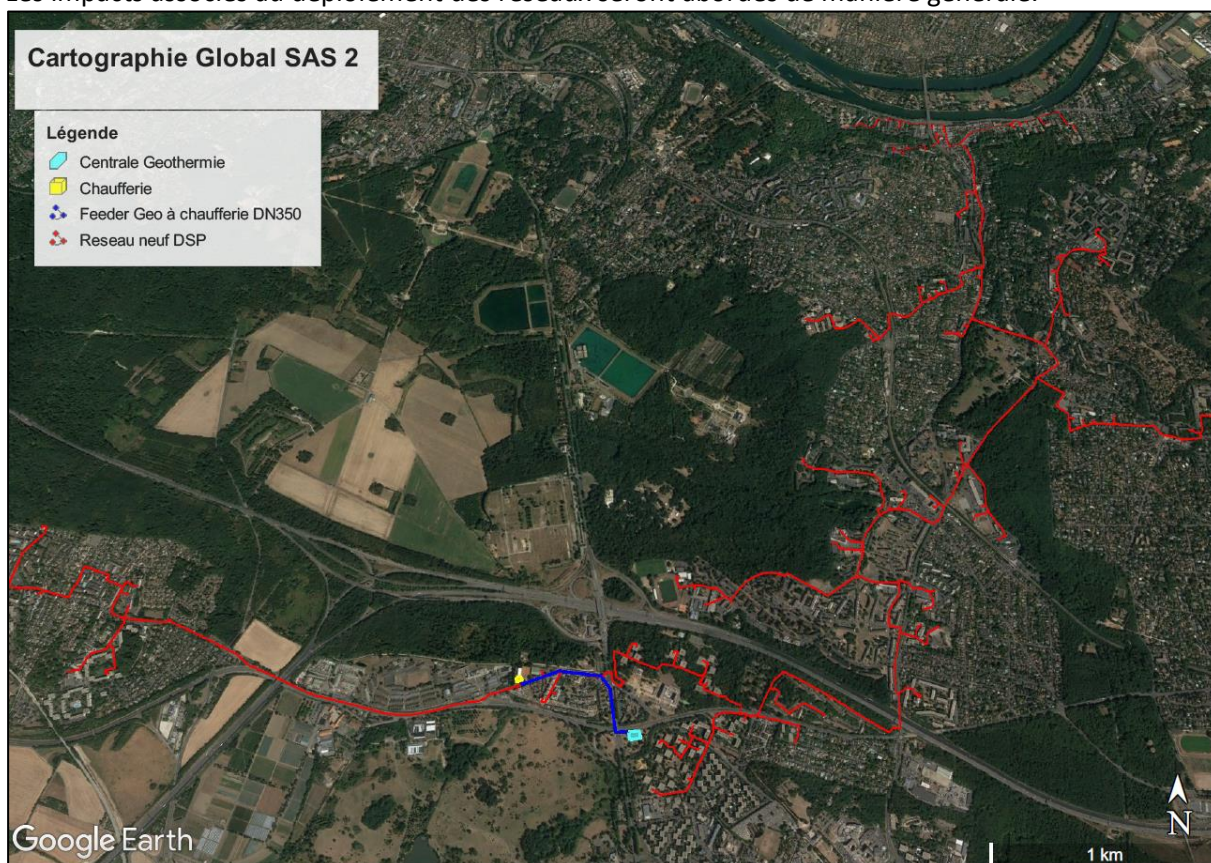 Les impacts associés au déploiement des réseaux seront abordés de manière générale.
Cartographie Global SAS 2
Légende
Centrale Geothermie
Chaufferie
Feeder Geo à chaufferie DN350
Reseau neuf DSP
N
Google Earth
1 km